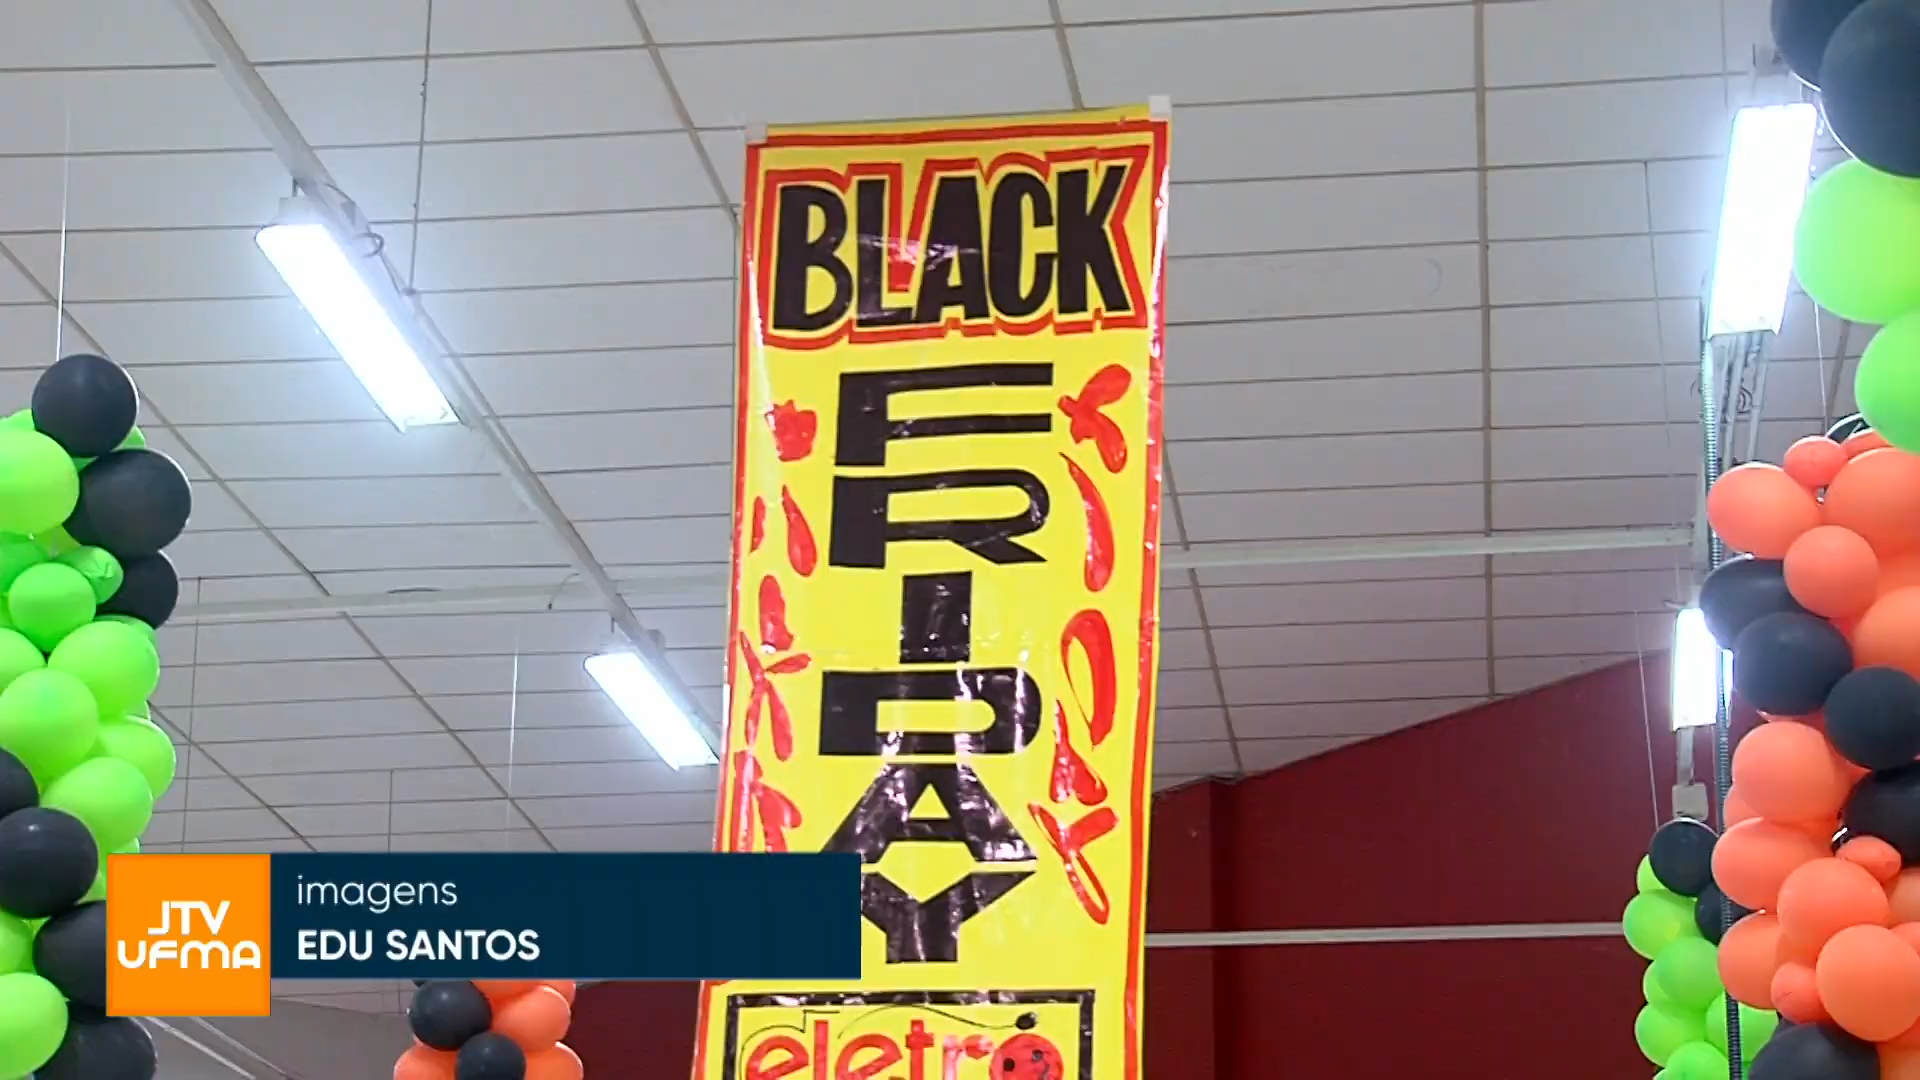 BLACK
FRIDAY
eletro
imagens
EDU SANTOS
JTV
UFMA